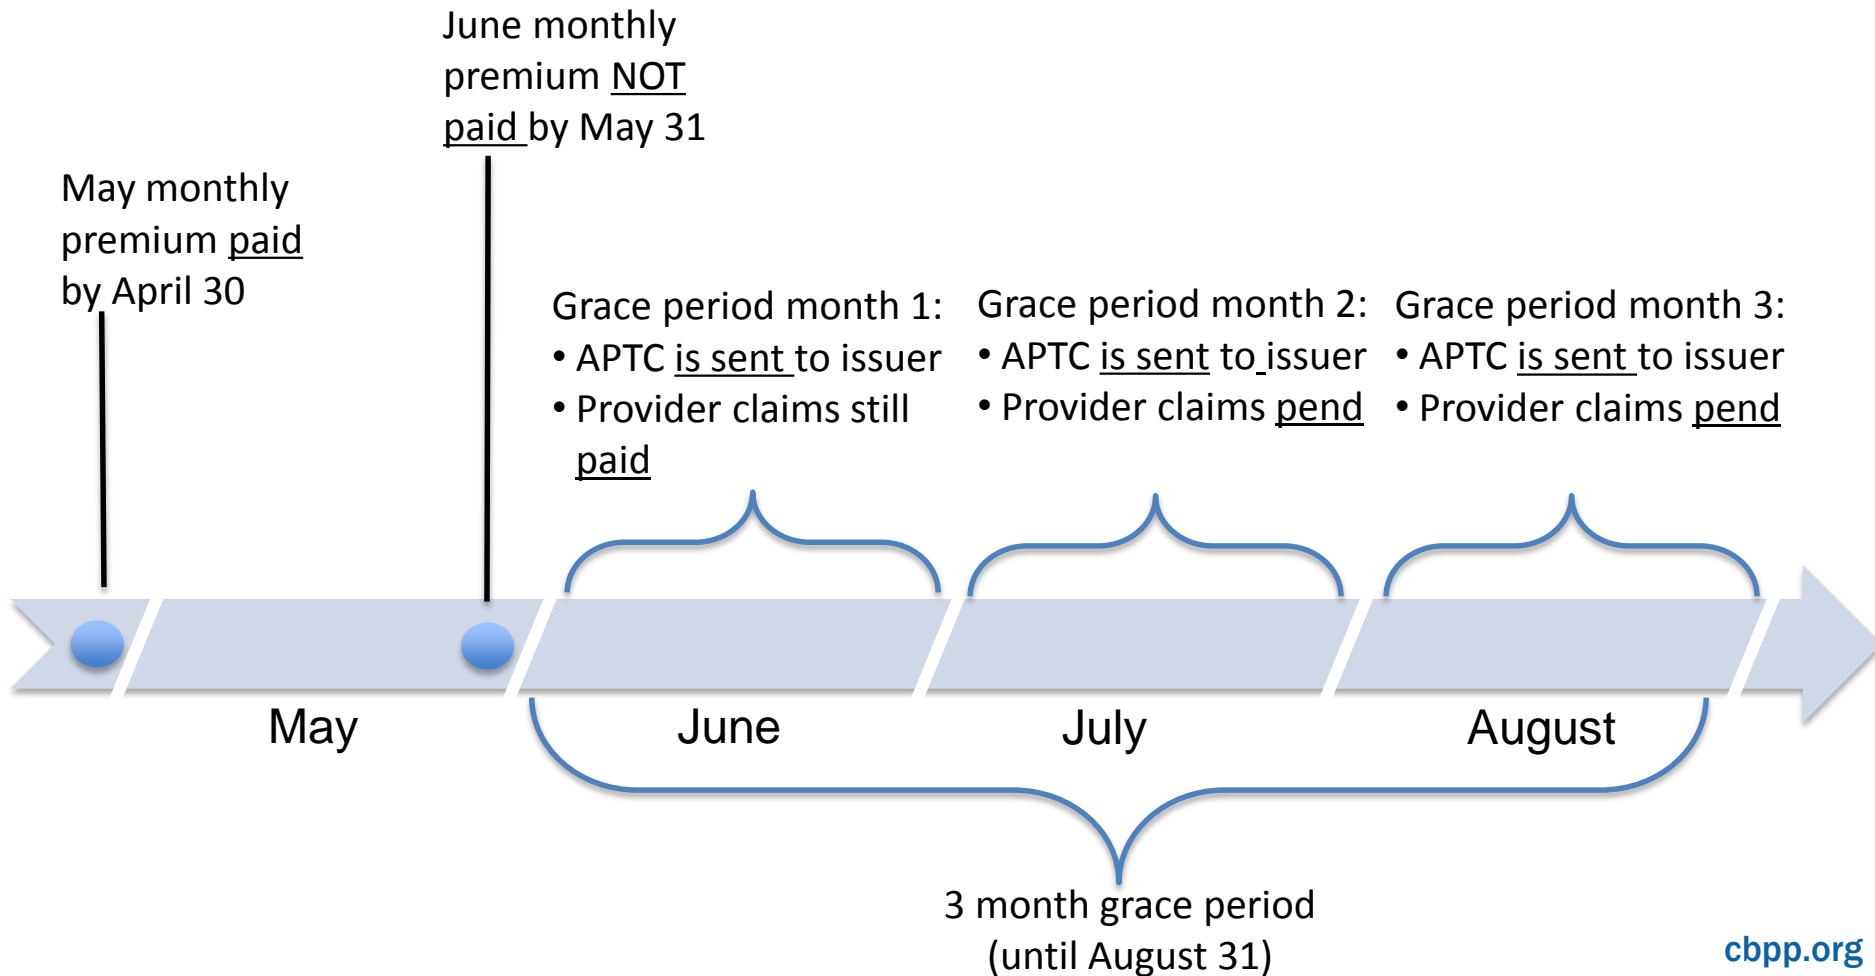 June monthly
premium NOT
paid by May 31
May monthly
premium paid
by April 30
Grace period month 1:
• APTC is sent to issuer
• Provider claims still
paid
Grace period month 2:
• APTC is sent to issuer
• Provider claims pend
Grace period month 3:
• APTC is sent to issuer
• Provider claims pend
May
June
July
August
3 month grace period
(until August 31)
cbpp.org